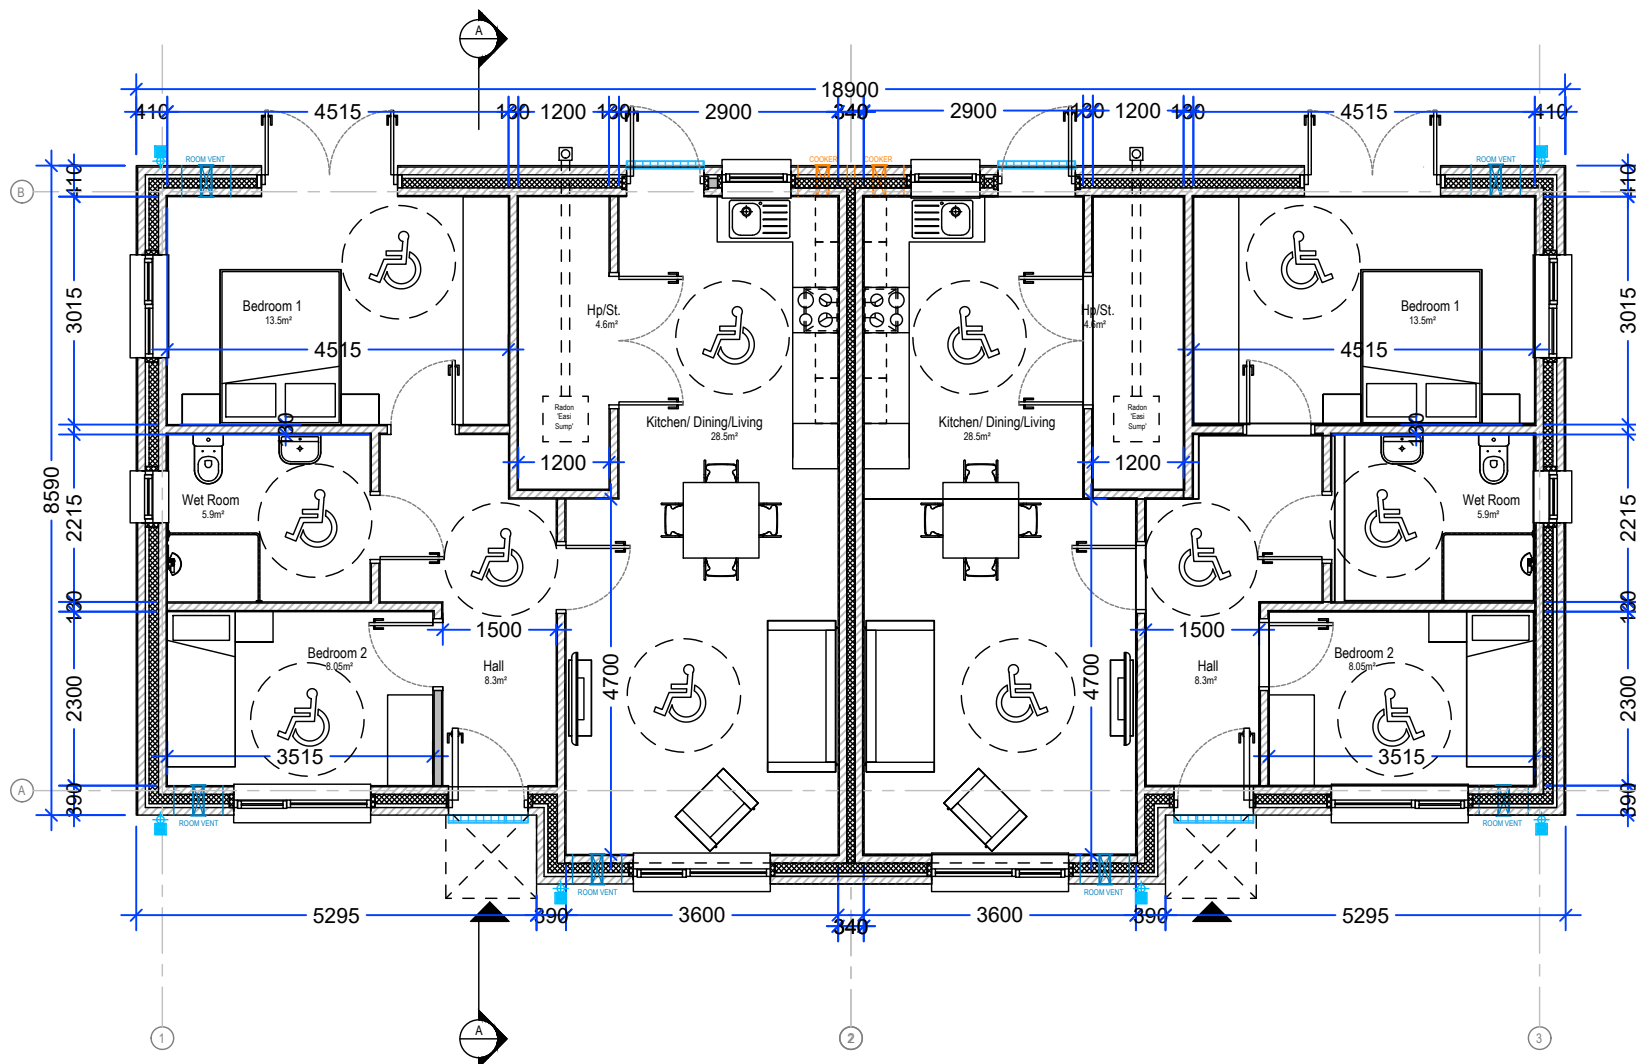 A
18900
410
4515
130
1200
130
2900
340
2900
130
1200
130
4515
410
ROOM VENT
COOKER
COOKER
ROOM VENT
B
410
410
3015
3015
Bedroom 1
13.5m²
Hp/St.
4.6m²
Hp/St.
4.6m²
Bedroom 1
13.5m²
4515
4515
Radon
'Easi
Sump'
Kitchen/ Dining/Living
28.5m²
Kitchen/ Dining/Living
28.5m²
Radon
'Easi
Sump'
130
130
1200
1200
8590
2215
Wet Room
5.9m²
Wet Room
5.9m²
2215
130
130
1500
1500
Bedroom 2
8.05m²
Hall
8.3m²
4700
4700
Hall
8.3m²
Bedroom 2
8.05m²
2300
2300
3515
3515
A
390
390
ROOM VENT
ROOM VENT
ROOM VENT
ROOM VENT
5295
390
3600
340
3600
390
5295
1
A
2
3